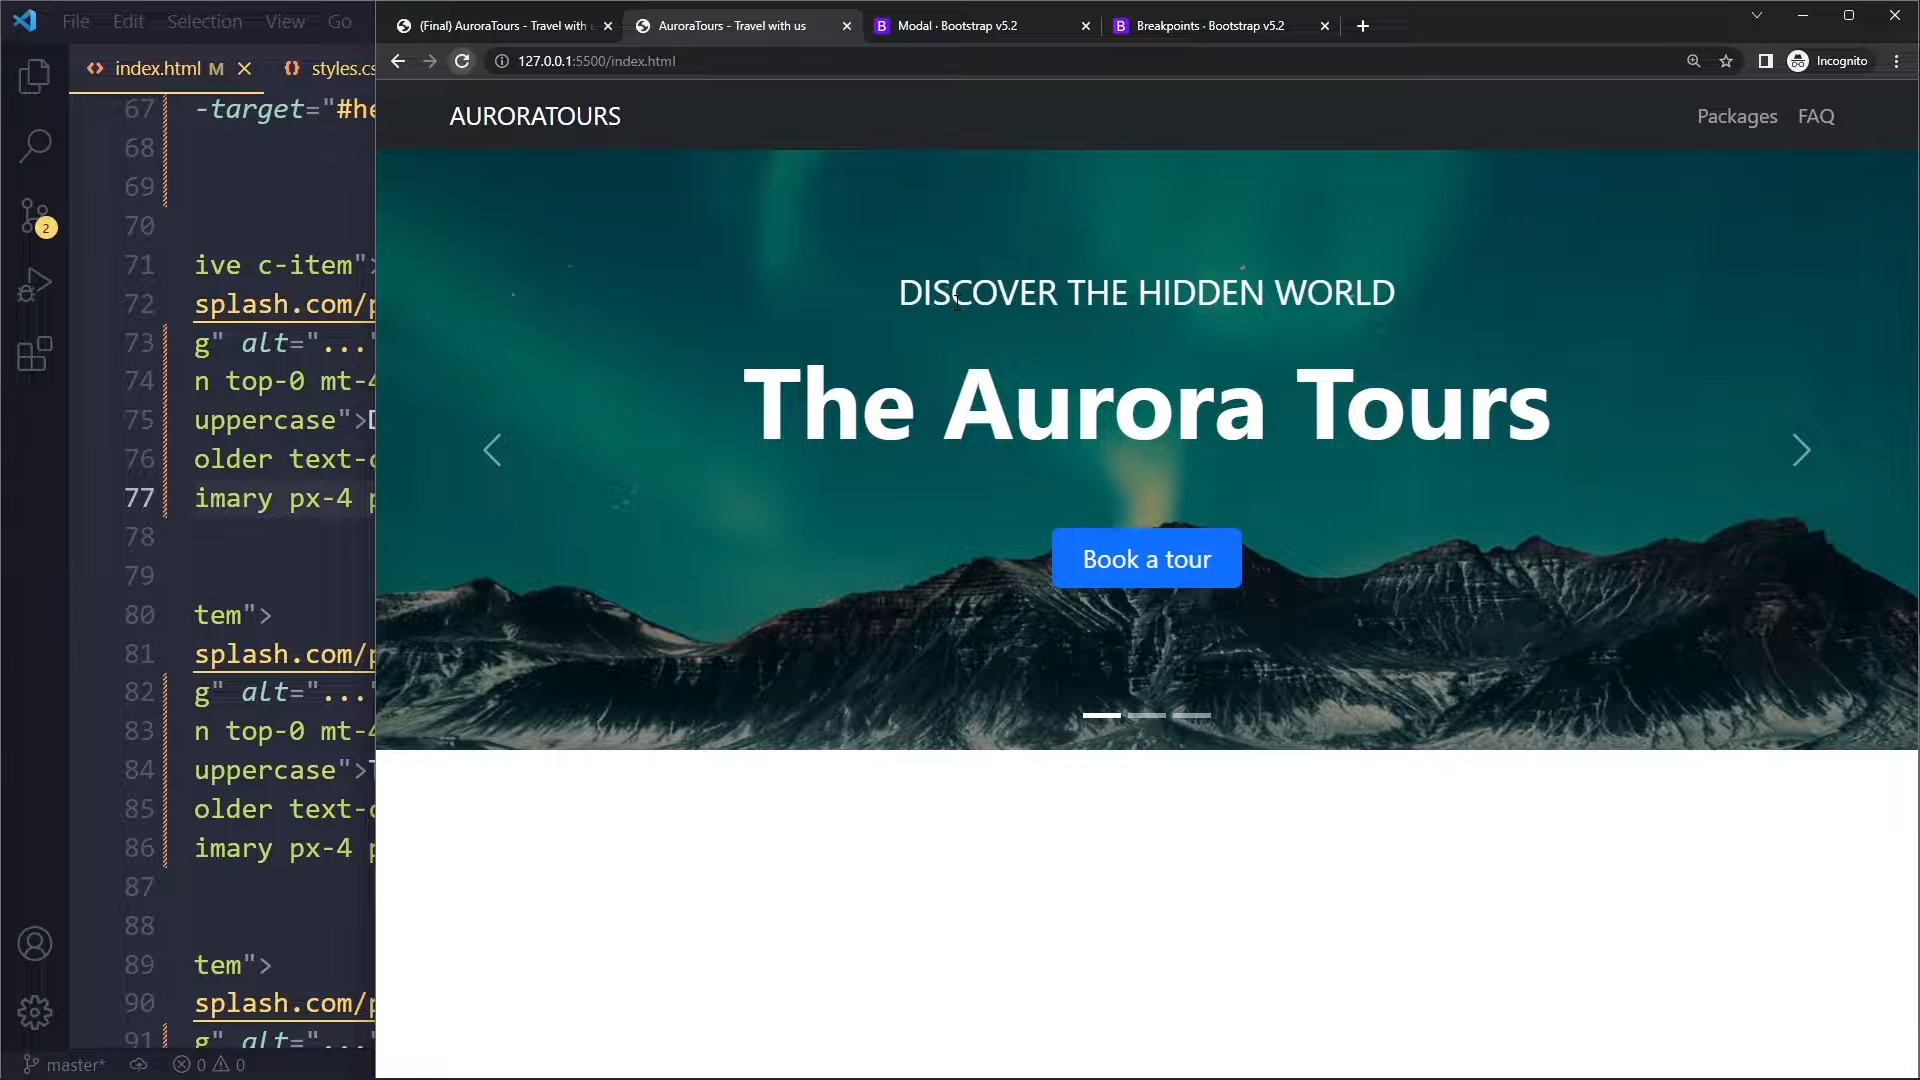 File Edit Selection View Go
(Final) AuroraTours - Travel with
AuroraTours - Travel with us
Modal · Bootstrap v5.2
Breakpoints · Bootstrap v5.2
127.0.0.1:5500/index.html
Incognito
index.html M
styles.cs
AURORATOURS
Packages FAQ
DISCOVER THE HIDDEN WORLD
The Aurora Tours
Book a tour
67 -target="#he
68
69
70
71 ive c-item">
72 splash.com/p
73 g" alt="..."
74 n top-0 mt-4
75 uppercase">D
76 older text-c
77 imary px-4 p
78
79
80 tem">
81 splash.com/p
82 g" alt="..."
83 n top-0 mt-4
84 uppercase">T
85 older text-c
86 imary px-4 p
87
88
89 tem">
90 splash.com/p
91 g" alt="..."
2
master* 0 0